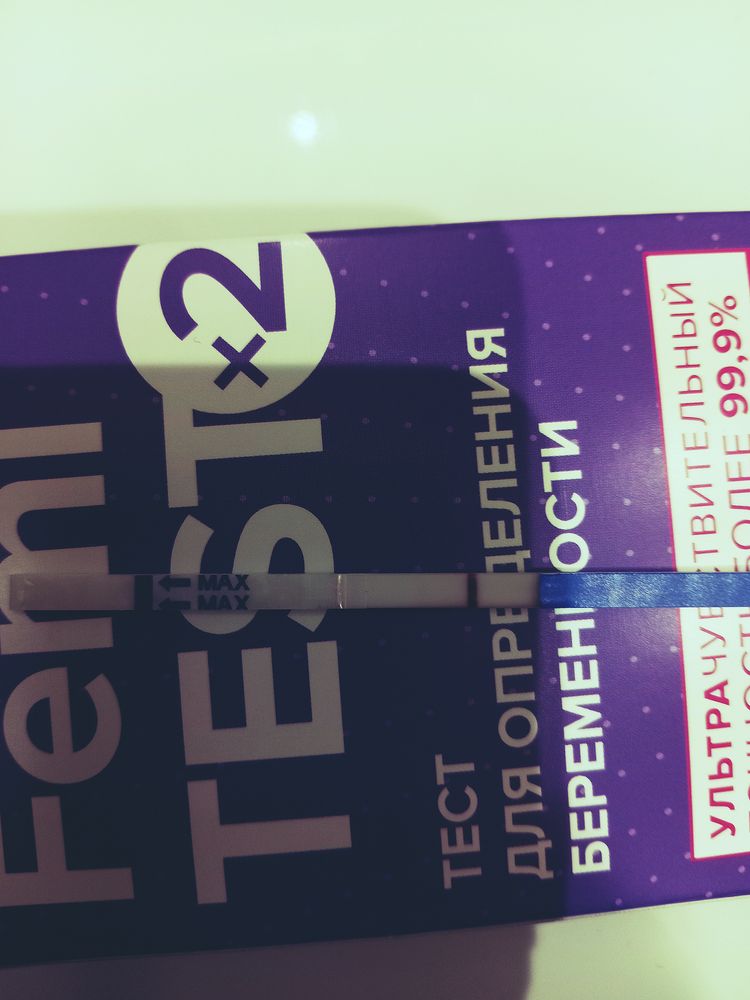 Femi
TEST ×2
ТЕСТ
ДЛЯ ОПРЕДЕЛЕНИЯ
БЕРЕМЕННОСТИ
УЛЬТРАЧУВСТВИТЕЛЬНЫЙ
БОЛЕЕ 99,9%
MAX
MAX